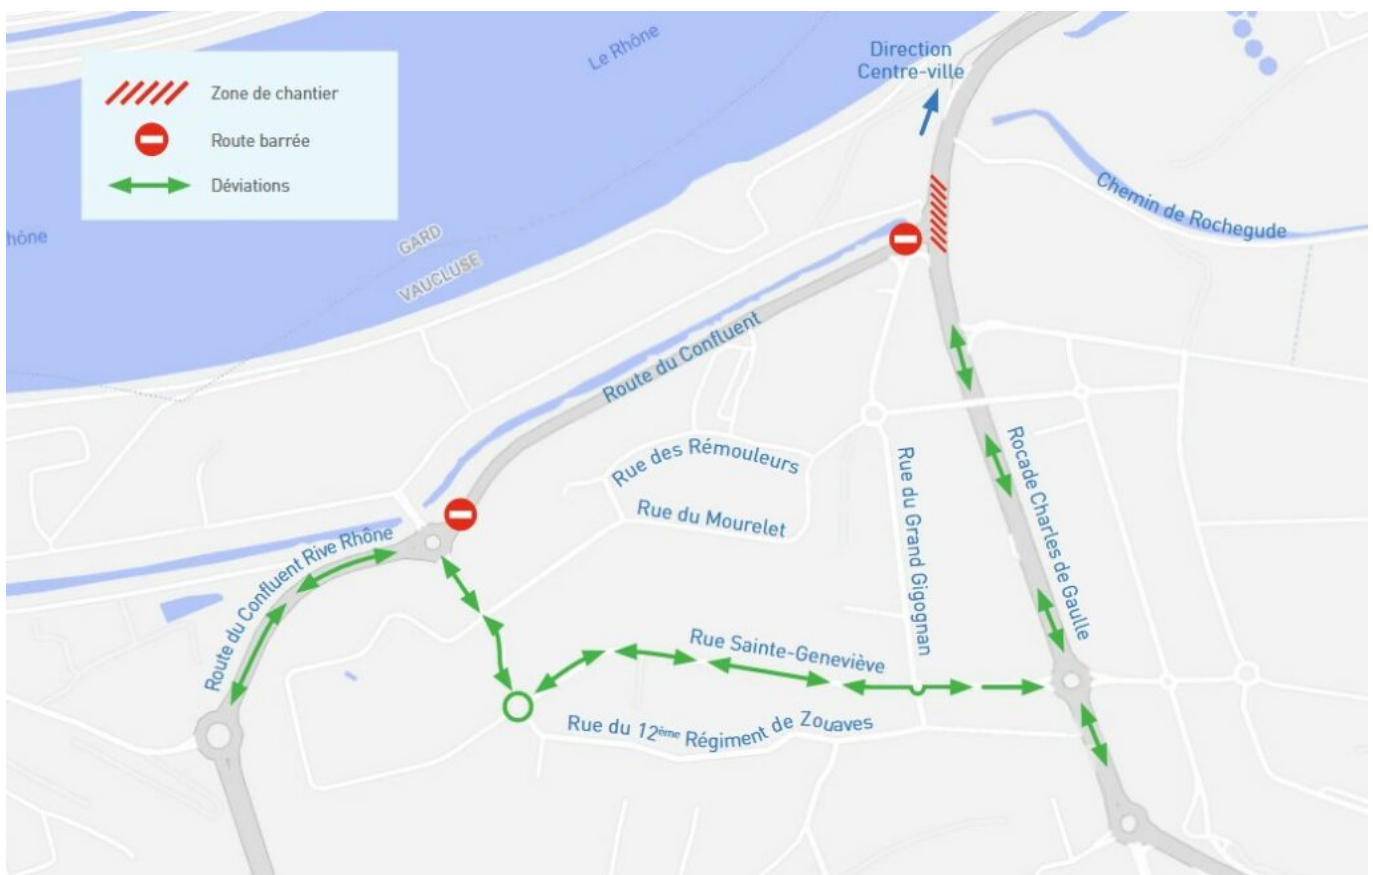 Le Rhône
Direction
Centre-ville
Zone de chantier
Route barrée
Déviations
Chemin de Rochegude
hône
GARD
VAUCLUSE
Route du Confluent
Rue des Rémouleurs
Rue du Mourelet
Rue du Grand Gigognan
Rocade Charles de Gaulle
Route du Confluent Rive Rhône
Rue Sainte-Geneviève
Rue du 12ème Régiment de Zouaves